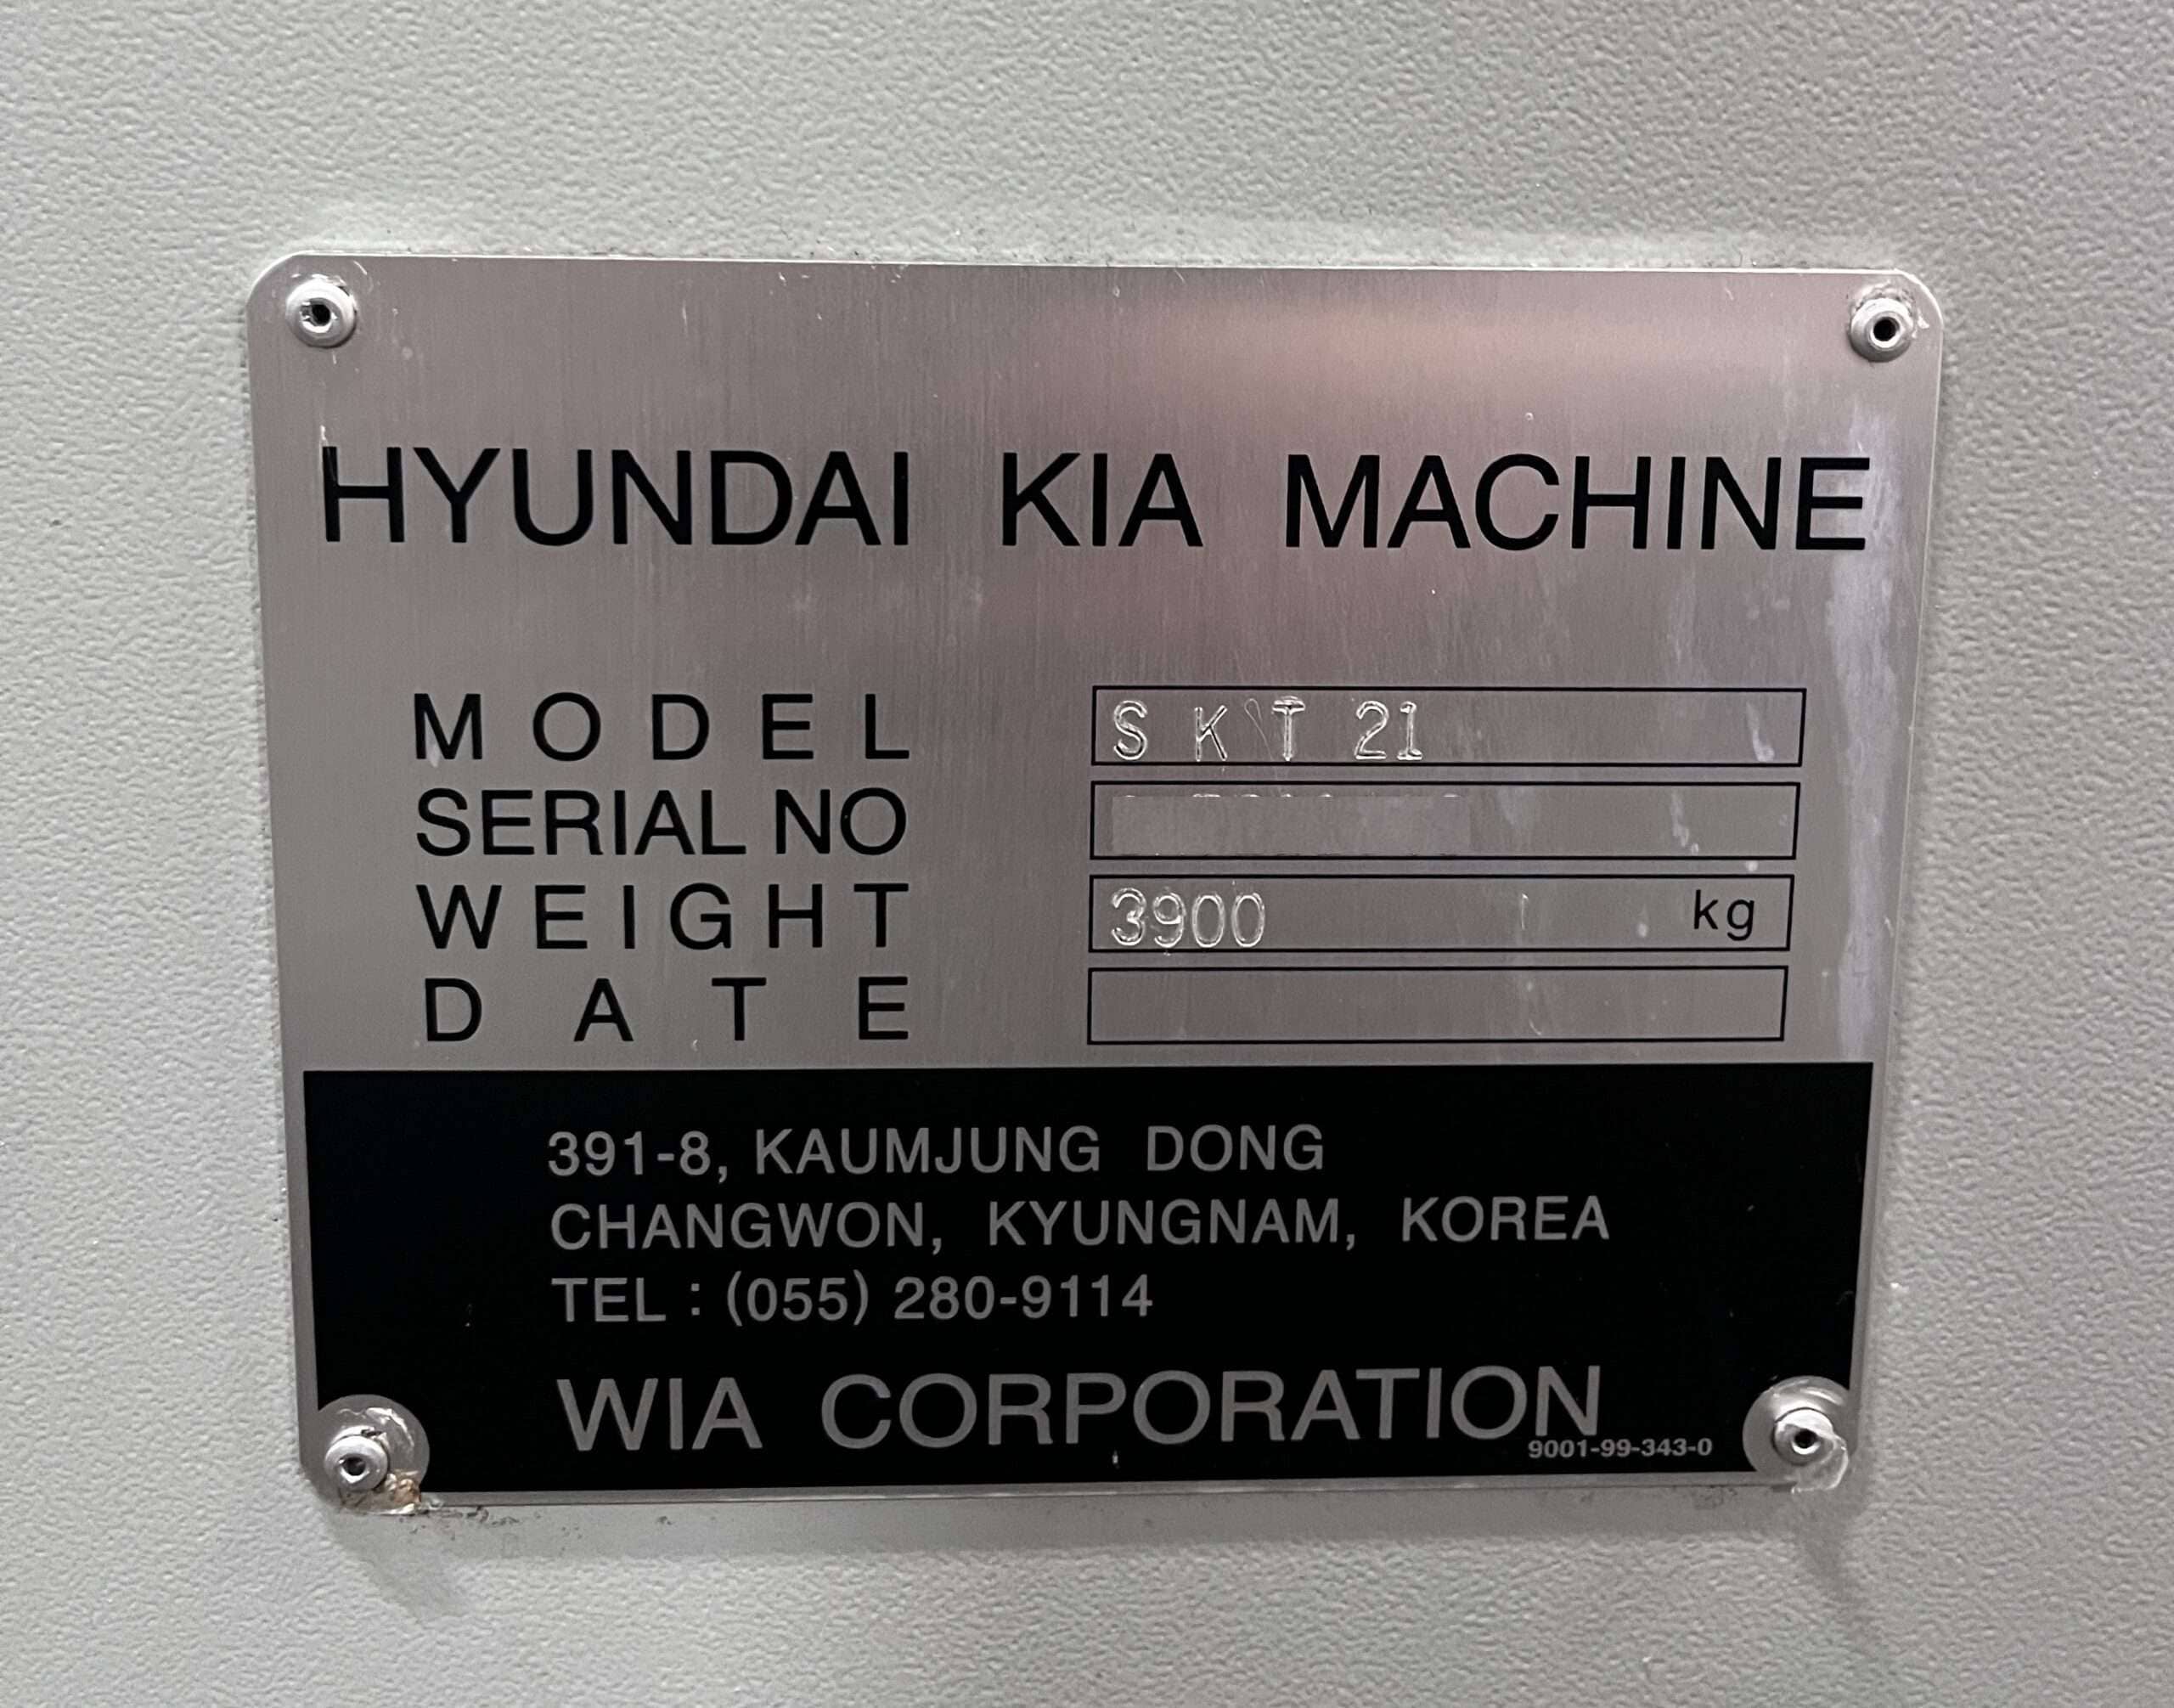 HYUNDAI KIA MACHINE
MODEL SKT 21
SERIAL NO
WEIGHT 3900 kg
DATE
391-8, KAUMJUNG DONG
CHANGWON, KYUNGNAM, KOREA
TEL : (055) 280-9114
WIA CORPORATION
9001-99-343-0